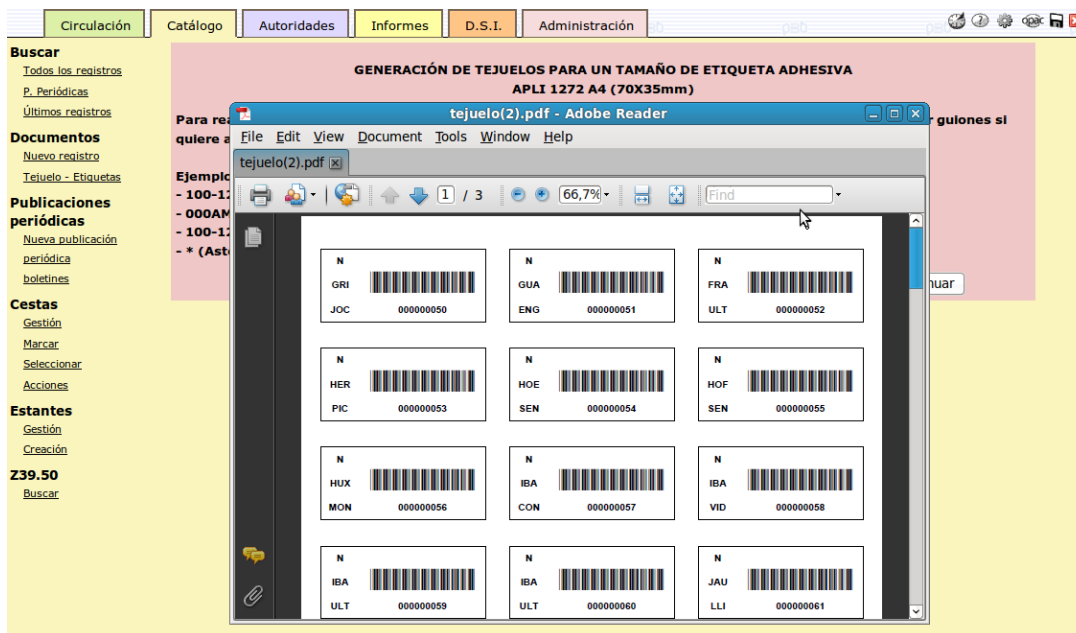 Circulación
Catálogo
Autoridades
Informes
D.S.I.
Administración
opac
Buscar
Todos los registros
P. Periódicas
Últimos registros
Documentos
Nuevo registro
Tejuelo - Etiquetas
Publicaciones
periódicas
Nueva publicación
periódica
boletines
Cestas
Gestión
Marcar
Seleccionar
Acciones
Estantes
Gestión
Creación
Z39.50
Buscar
GENERACIÓN DE TEJUELOS PARA UN TAMAÑO DE ETIQUETA ADHESIVA
APLI 1272 A4 (70X35mm)
Para rea
r guiones si
quiere a
Ejemplo
- 100-12
- 000AM
- 100-12
- * (Aste
nuar
tejuelo(2).pdf - Adobe Reader
File Edit View Document Tools Window Help
tejuelo(2).pdf
1 / 3
66,7%
Find
N
GRI
JOC 000000050
N
GUA
ENG 000000051
N
FRA
ULT 000000052
N
HER
PIC 000000053
N
HOE
SEN 000000054
N
HOF
SEN 000000055
N
HUX
MON 000000056
N
IBA
CON 000000057
N
IBA
VID 000000058
N
IBA
ULT 000000059
N
IBA
ULT 000000060
N
JAU
LLI 000000061